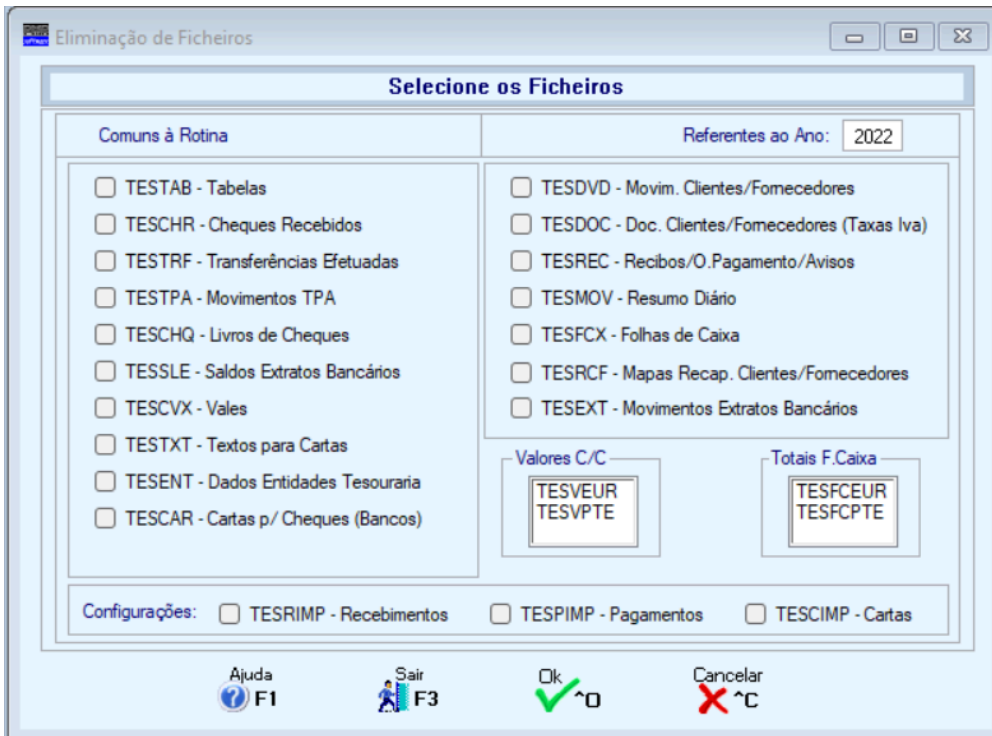 Eliminação de Ficheiros
Selecione os Ficheiros
Comuns à Rotina
Referentes ao Ano: 2022
TESTAB - Tabelas
TESCHR - Cheques Recebidos
TESTRF - Transferências Efetuadas
TESTPA - Movimentos TPA
TESCHQ - Livros de Cheques
TESSLE - Saldos Extratos Bancários
TESCVX - Vales
TESTXT - Textos para Cartas
TESENT - Dados Entidades Tesouraria
TESCAR - Cartas p/ Cheques (Bancos)
TESDVD - Movim. Clientes/Fornecedores
TESDOC - Doc. Clientes/Fornecedores (Taxas Iva)
TESREC - Recibos/O.Pagamento/Avisos
TESMOV - Resumo Diário
TESFCX - Folhas de Caixa
TESRCF - Mapas Recap. Clientes/Fornecedores
TESEXT - Movimentos Extratos Bancários
Valores C/C
TESVEUR
TESVPTE
Totais F.Caixa
TESFCEUR
TESFCPTE
Configurações: TESRIMP - Recebimentos TESPIMP - Pagamentos TESCIMP - Cartas
Ajuda F1
Sair F3
Ok ^O
Cancelar ^C